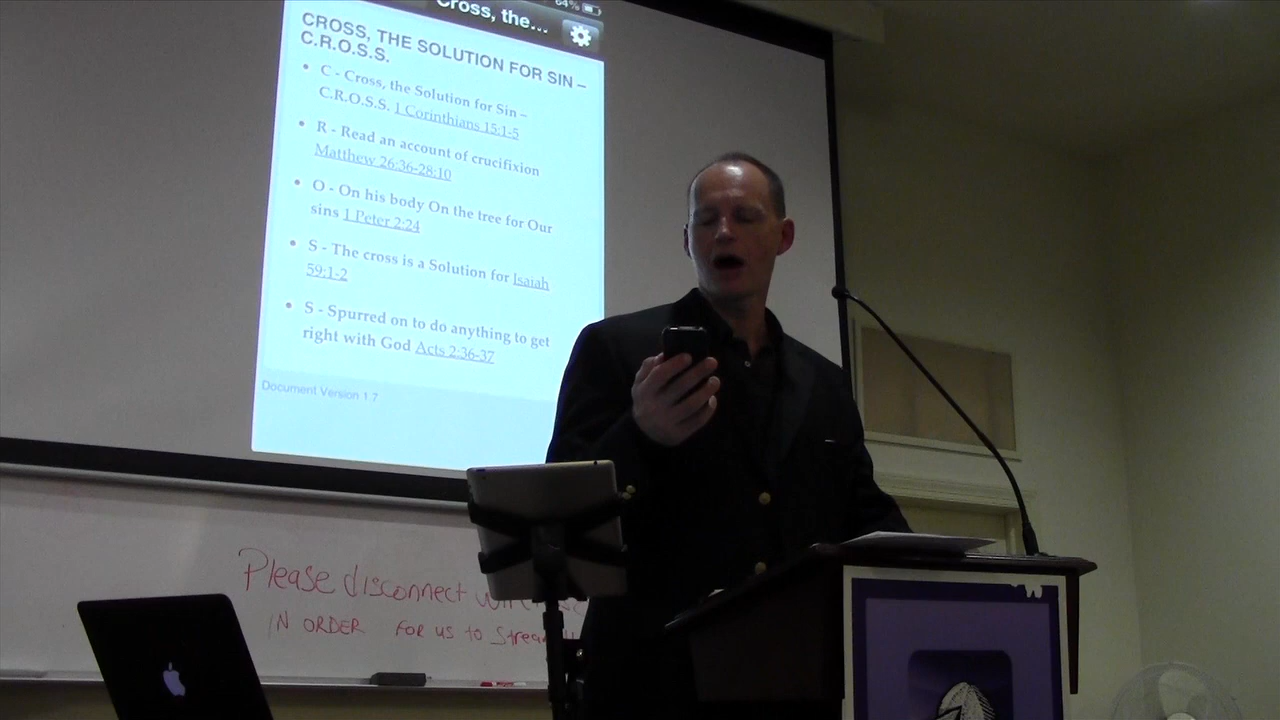 64%
Cross, the...
CROSS, THE SOLUTION FOR SIN –
C.R.O.S.S.
• C - Cross, the Solution for Sin –
C.R.O.S.S. 1 Corinthians 15:1-5
• R - Read an account of crucifixion
Matthew 26:36-28:10
• O - On his body On the tree for Our
sins 1 Peter 2:24
• S - The cross is a Solution for Isaiah
59:1-2
• S - Spurred on to do anything to get
right with God Acts 2:36-37
Document Version 1.7
Please disconnect
IN ORDER for us to